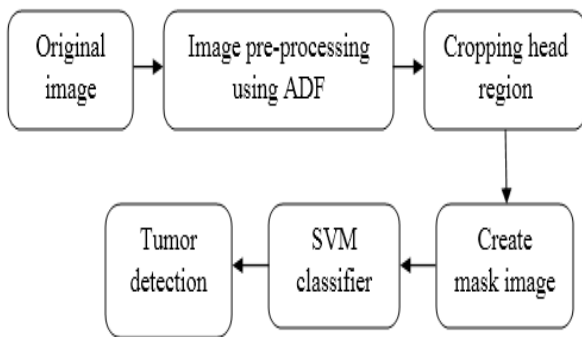 Original
image
Image pre-processing
using ADF
Cropping head
region
Create
mask image
SVM
classifier
Tumor
detection